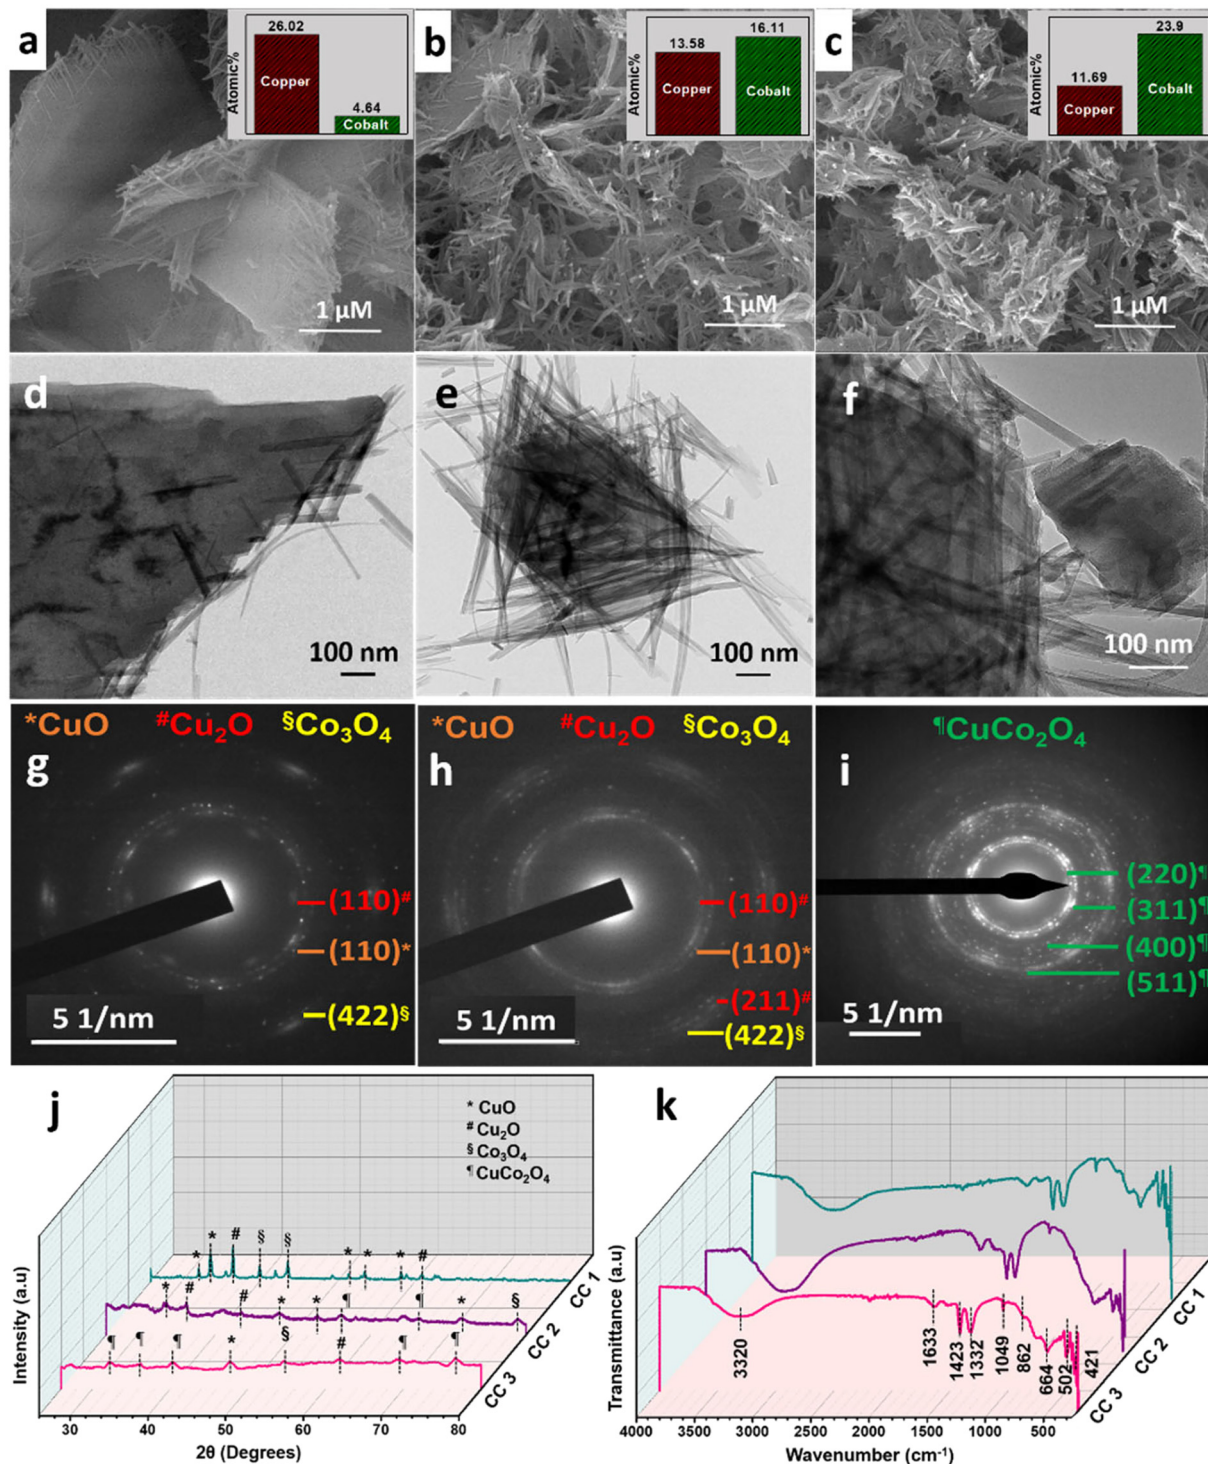 a
26.02
Atomic%
Copper
4.64
Cobalt
1 µM
b
13.58
16.11
Atomic%
Copper
Cobalt
1 µM
c
23.9
11.69
Atomic%
Copper
Cobalt
1 µM
d
100 nm
e
100 nm
f
100 nm
*CuO #Cu₂O §Co₃O₄
g
(110)#
(110)*
(422)§
5 1/nm
*CuO #Cu₂O §Co₃O₄
h
(110)#
(110)*
(211)#
(422)§
5 1/nm
¶CuCo₂O₄
i
(220)¶
(311)¶
(400)¶
(511)¶
5 1/nm
j
* CuO
# Cu₂O
§ Co₃O₄
¶ CuCo₂O₄
* * # § § * * * #
* # # * * ¶ ¶ * §
¶ ¶ ¶ * § # ¶ ¶
CC 1
CC 2
CC 3
Intensity (a.u)
30 40 50 60 70 80
2θ (Degrees)
k
CC 1
CC 2
CC 3
3320
1633
1423
1332
1049
862
664
502
421
Transmittance (a.u)
4000 3500 3000 2500 2000 1500 1000 500
Wavenumber (cm⁻¹)